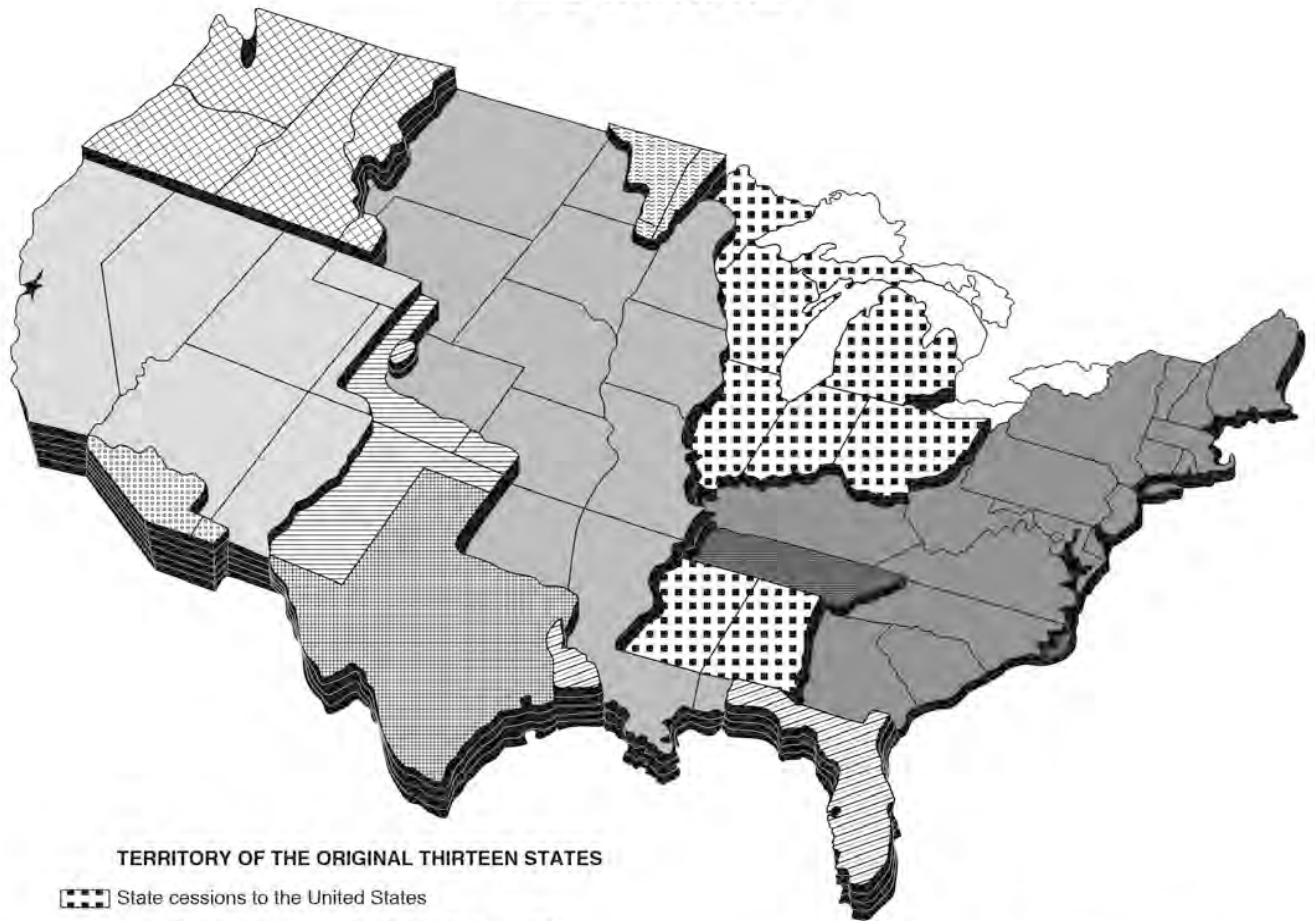 TERRITORY OF THE ORIGINAL THIRTEEN STATES
State cessions to the United States